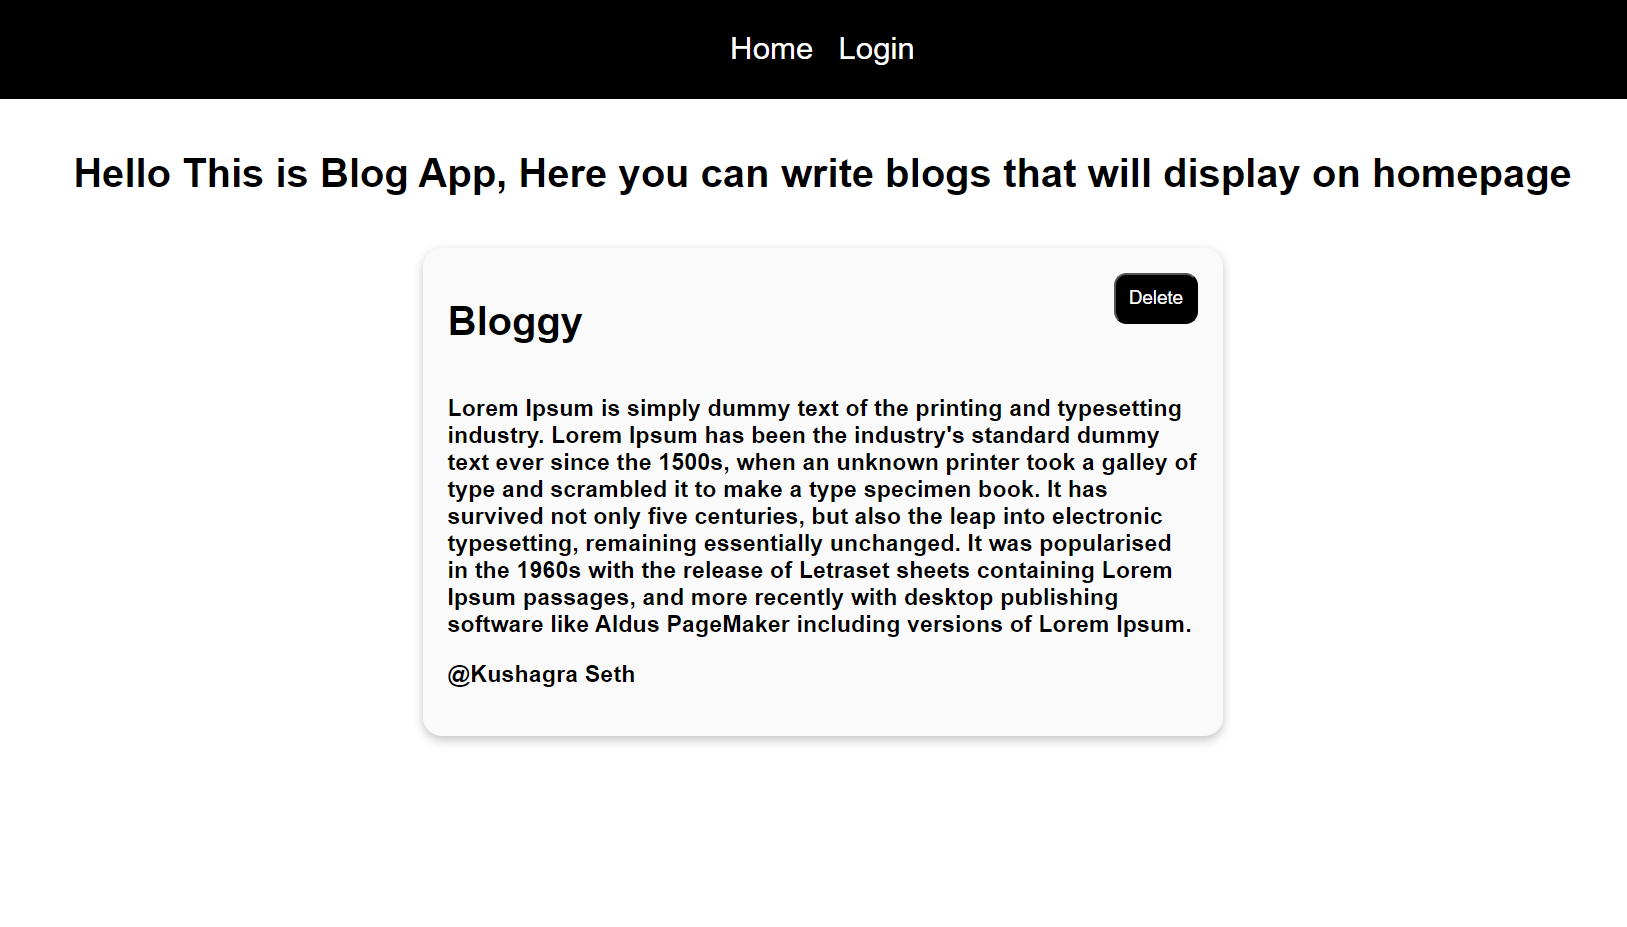 Home Login
Hello This is Blog App, Here you can write blogs that will display on homepage
Delete
Bloggy
Lorem Ipsum is simply dummy text of the printing and typesetting
industry. Lorem Ipsum has been the industry's standard dummy
text ever since the 1500s, when an unknown printer took a galley of
type and scrambled it to make a type specimen book. It has
survived not only five centuries, but also the leap into electronic
typesetting, remaining essentially unchanged. It was popularised
in the 1960s with the release of Letraset sheets containing Lorem
Ipsum passages, and more recently with desktop publishing
software like Aldus PageMaker including versions of Lorem Ipsum.
@Kushagra Seth